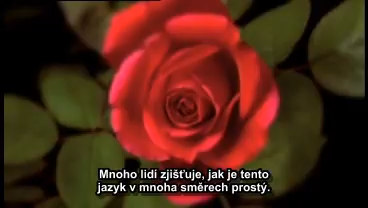 Mnoho lidí zjišťuje, jak je tento
jazyk v mnoha směrech prostý.